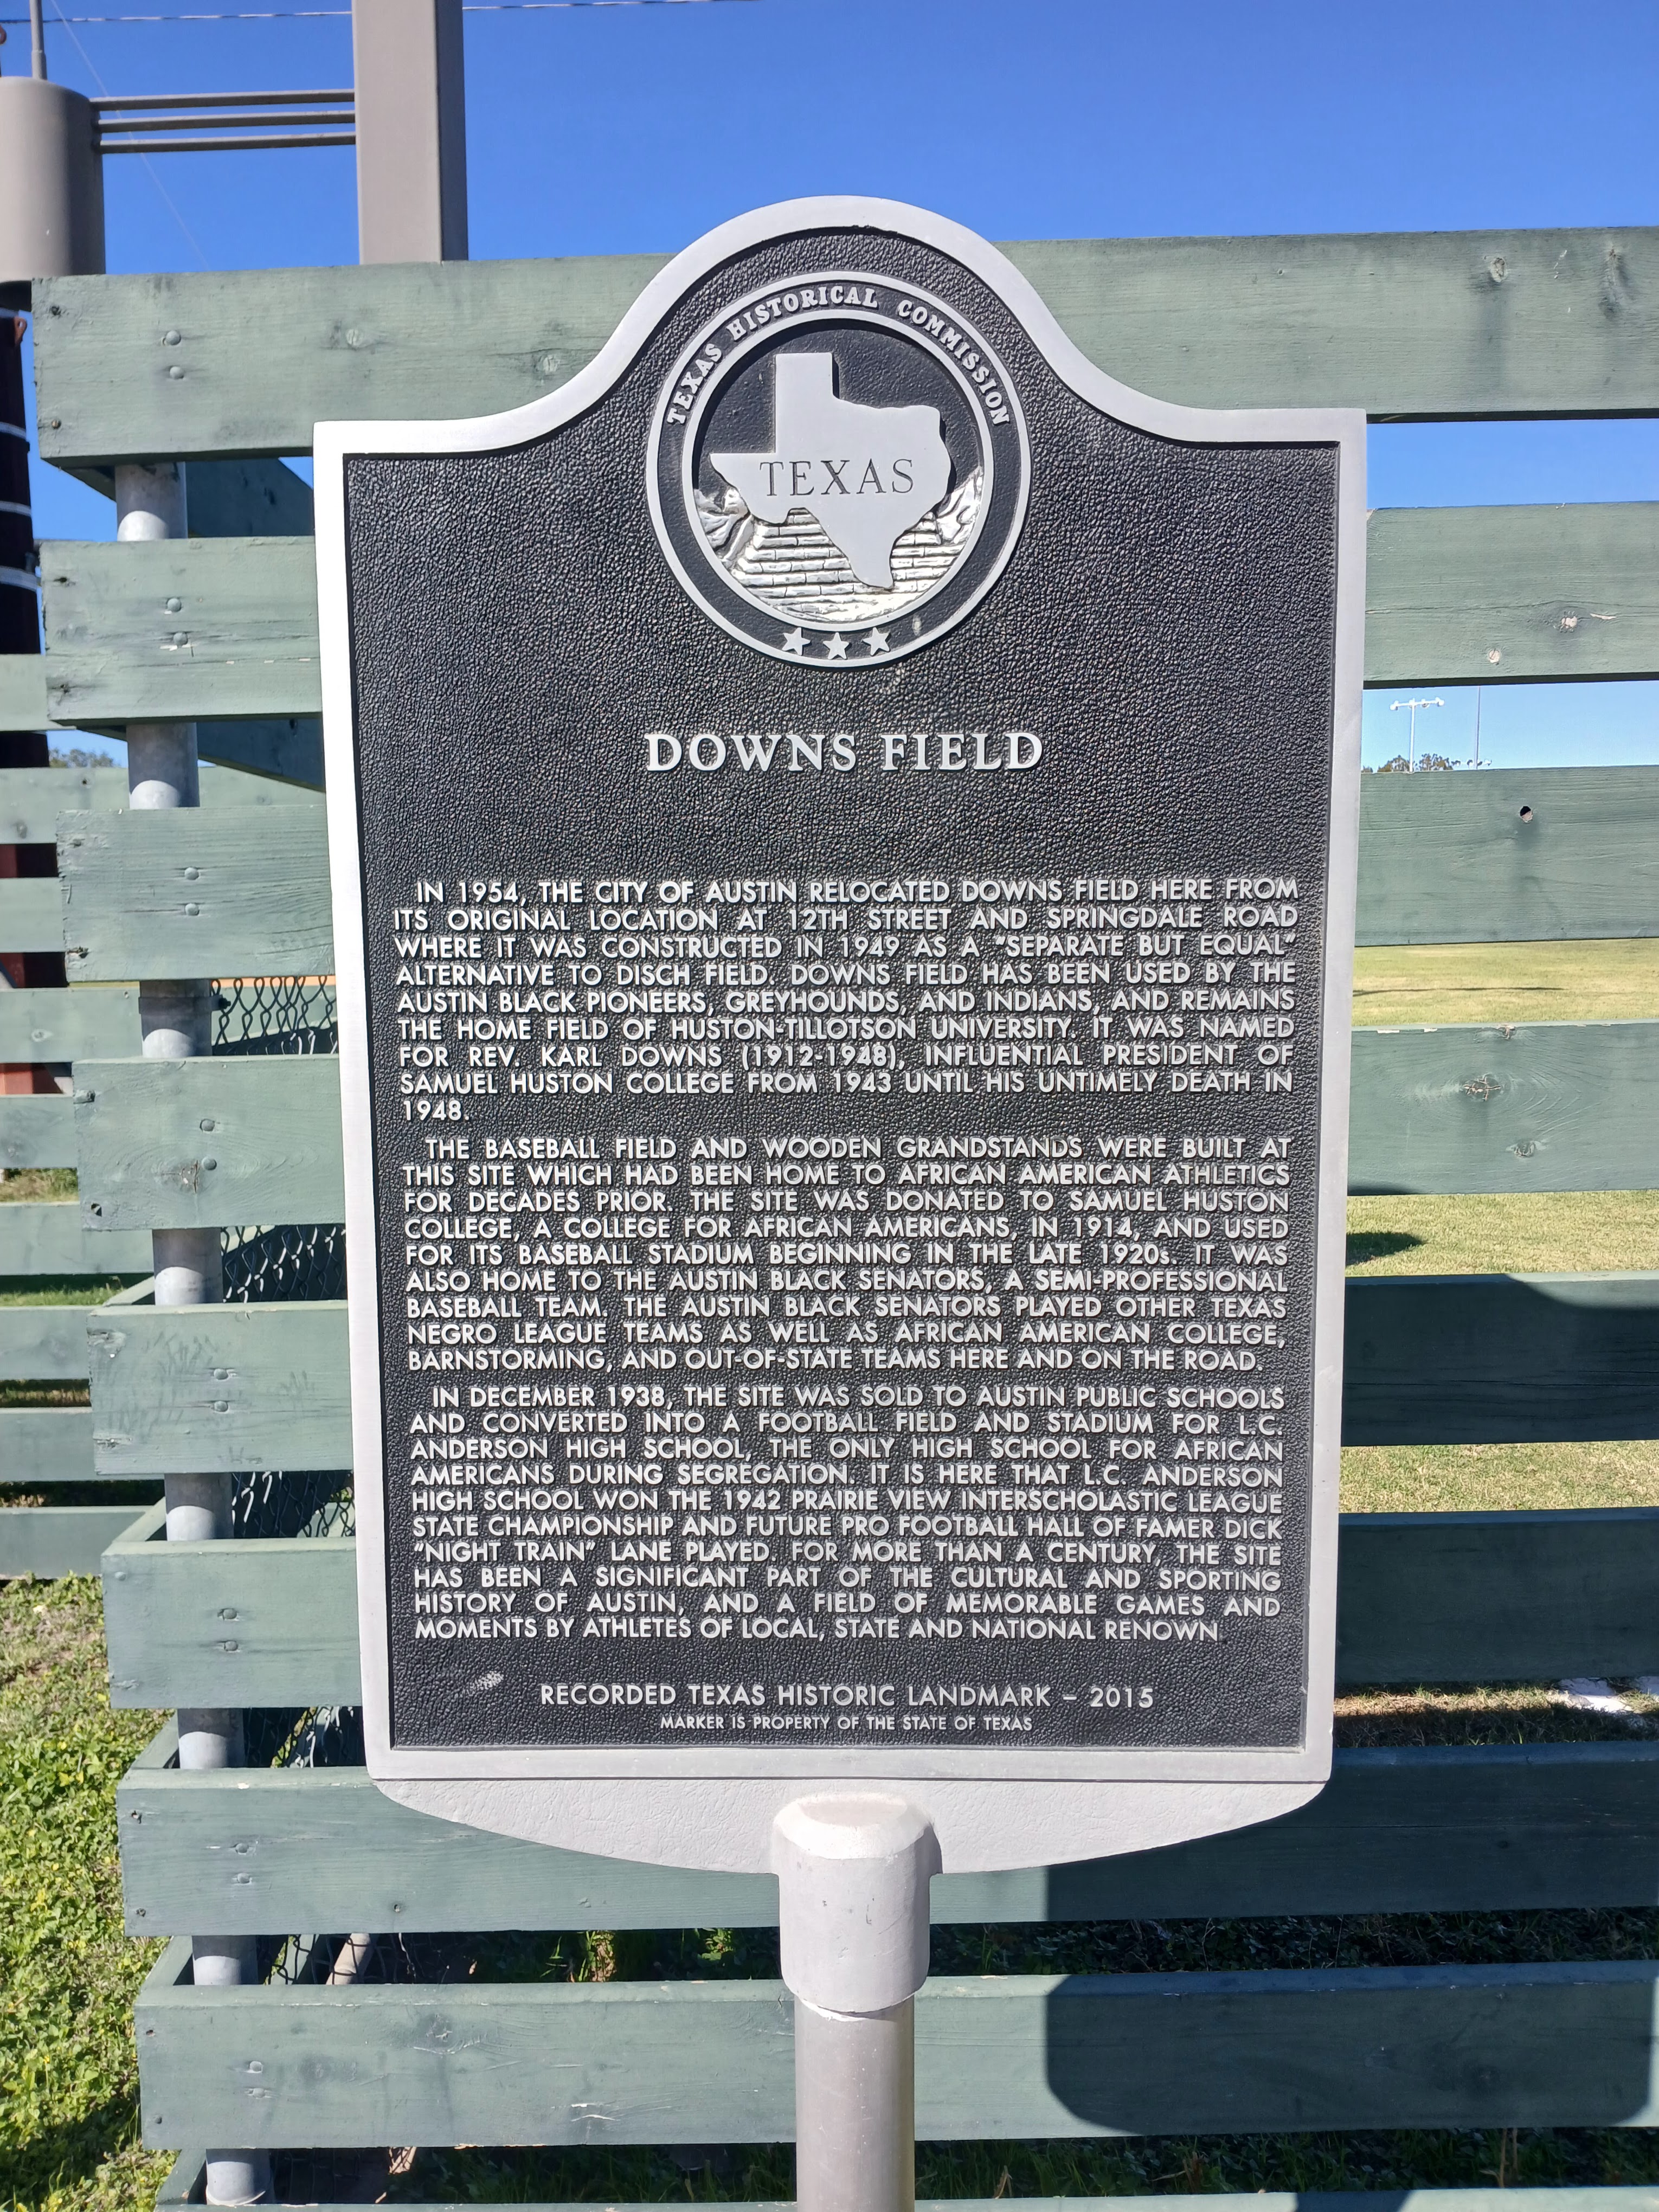 TEXAS HISTORICAL COMMISSION
TEXAS
DOWNS FIELD
IN 1954, THE CITY OF AUSTIN RELOCATED DOWNS FIELD HERE FROM
ITS ORIGINAL LOCATION AT 12TH STREET AND SPRINGDALE ROAD
WHERE IT WAS CONSTRUCTED IN 1949 AS A "SEPARATE BUT EQUAL"
ALTERNATIVE TO DISCH FIELD. DOWNS FIELD HAS BEEN USED BY THE
AUSTIN BLACK PIONEERS, GREYHOUNDS, AND INDIANS, AND REMAINS
THE HOME FIELD OF HUSTON-TILLOTSON UNIVERSITY. IT WAS NAMED
FOR REV. KARL DOWNS (1912-1948), INFLUENTIAL PRESIDENT OF
SAMUEL HUSTON COLLEGE FROM 1943 UNTIL HIS UNTIMELY DEATH IN
1948.
THE BASEBALL FIELD AND WOODEN GRANDSTANDS WERE BUILT AT
THIS SITE WHICH HAD BEEN HOME TO AFRICAN AMERICAN ATHLETICS
FOR DECADES PRIOR. THE SITE WAS DONATED TO SAMUEL HUSTON
COLLEGE, A COLLEGE FOR AFRICAN AMERICANS, IN 1914, AND USED
FOR ITS BASEBALL STADIUM BEGINNING IN THE LATE 1920s. IT WAS
ALSO HOME TO THE AUSTIN BLACK SENATORS, A SEMI-PROFESSIONAL
BASEBALL TEAM. THE AUSTIN BLACK SENATORS PLAYED OTHER TEXAS
NEGRO LEAGUE TEAMS AS WELL AS AFRICAN AMERICAN COLLEGE,
BARNSTORMING, AND OUT-OF-STATE TEAMS HERE AND ON THE ROAD.
IN DECEMBER 1938, THE SITE WAS SOLD TO AUSTIN PUBLIC SCHOOLS
AND CONVERTED INTO A FOOTBALL FIELD AND STADIUM FOR L.C.
ANDERSON HIGH SCHOOL, THE ONLY HIGH SCHOOL FOR AFRICAN
AMERICANS DURING SEGREGATION. IT IS HERE THAT L.C. ANDERSON
HIGH SCHOOL WON THE 1942 PRAIRIE VIEW INTERSCHOLASTIC LEAGUE
STATE CHAMPIONSHIP AND FUTURE PRO FOOTBALL HALL OF FAMER DICK
"NIGHT TRAIN" LANE PLAYED. FOR MORE THAN A CENTURY, THE SITE
HAS BEEN A SIGNIFICANT PART OF THE CULTURAL AND SPORTING
HISTORY OF AUSTIN, AND A FIELD OF MEMORABLE GAMES AND
MOMENTS BY ATHLETES OF LOCAL, STATE AND NATIONAL RENOWN.
RECORDED TEXAS HISTORIC LANDMARK – 2015
MARKER IS PROPERTY OF THE STATE OF TEXAS